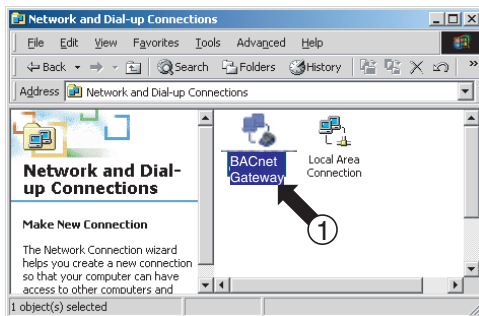 Network and Dial-up Connections
File Edit View Favorites Tools Advanced Help
Back Search Folders History »
Address Network and Dial-up Connections
Network and Dial-
up Connections
Make New Connection
The Network Connection wizard
helps you create a new connection
so that your computer can have
access to other computers and
BACnet
Gateway
Local Area
Connection
1
1 object(s) selected